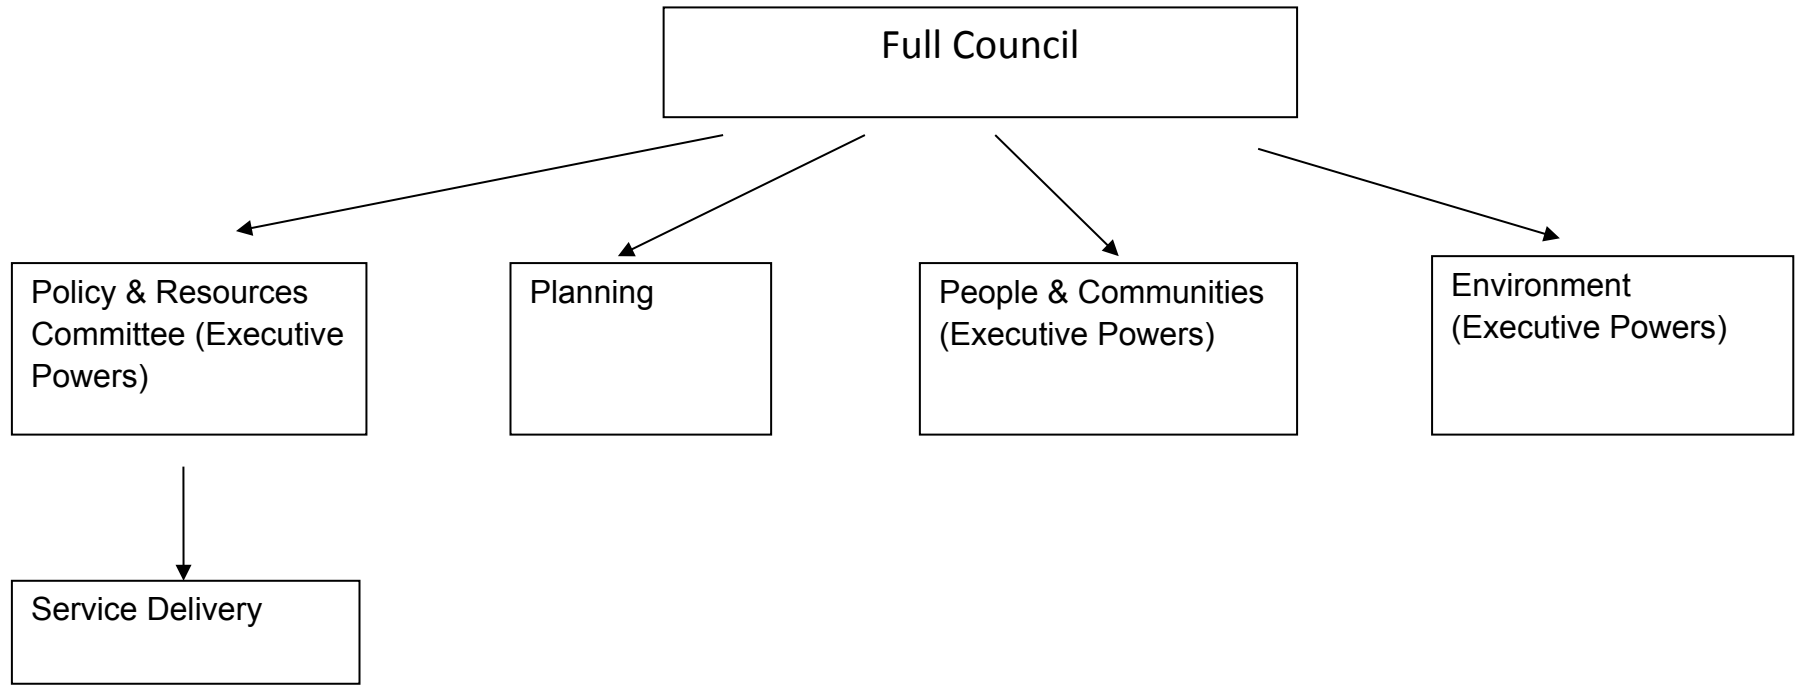 Full Council
Policy & Resources
Committee (Executive
Powers)
Planning
People & Communities
(Executive Powers)
Environment
(Executive Powers)
Service Delivery